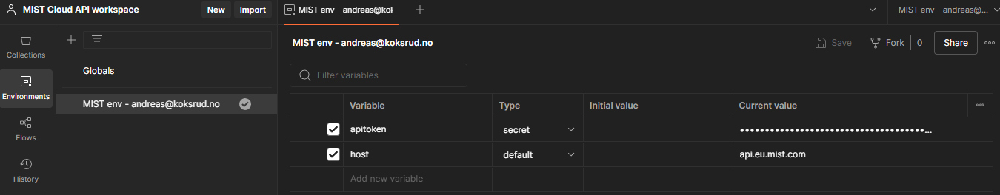 MIST Cloud API workspace
New
Import
MIST env - andreas@kok
MIST env - andreas@...
Collections
Environments
Flows
History
Globals
MIST env - andreas@koksrud.no
MIST env - andreas@koksrud.no
Save
Fork
0
Share
Filter variables
Variable
Type
Initial value
Current value
apitoken
secret
••••••••••••••••••••••••••••••••••••••...
host
default
api.eu.mist.com
Add new variable